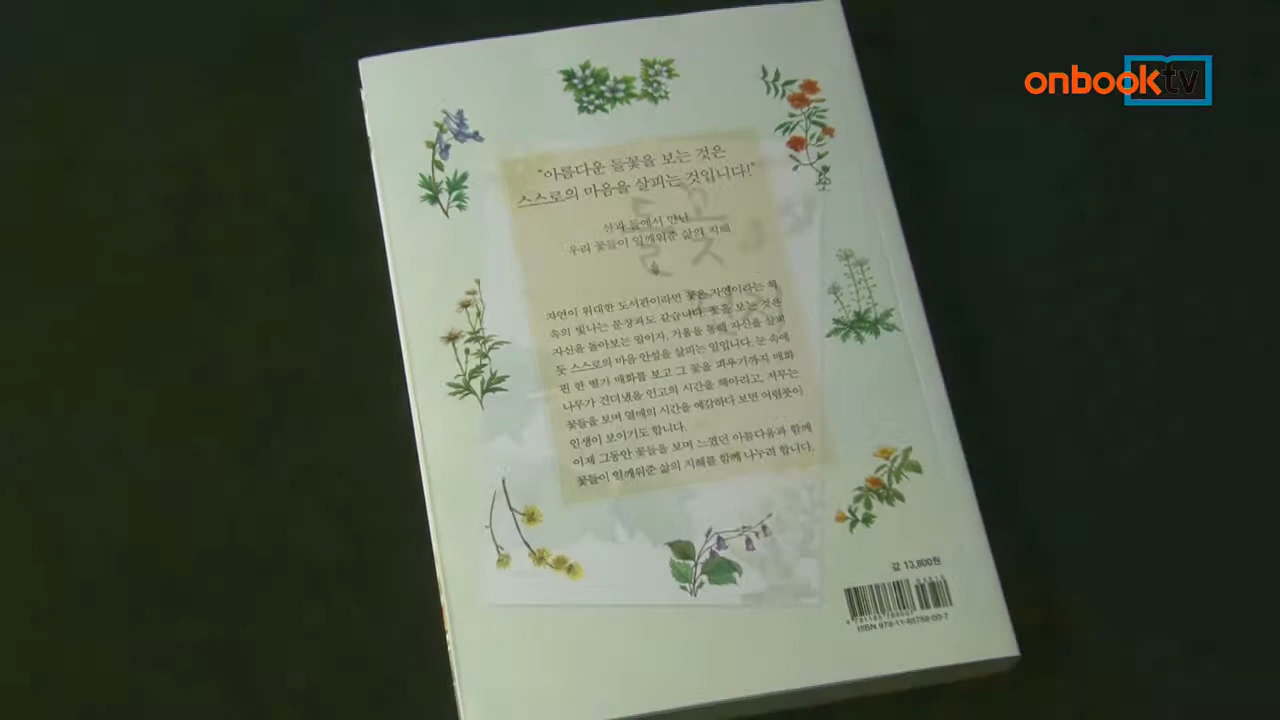 onbooktv
"아름다운 들꽃을 보는 것은
스스로의 마음을 살피는 것입니다!"
산과 들에서 만난
우리 꽃들이 일깨워준 삶의 지혜
자연이 위대한 도서관이라면 꽃은 자연이라는 책
속의 빛나는 문장과도 같습니다. 꽃을 보는 것은
자신을 돌아보는 일이자, 거울을 통해 자신을 살피
듯 스스로의 마음 안섶을 살피는 일입니다. 눈 속에
핀 한 떨기 매화를 보고 그 꽃을 피우기까지 매화
나무가 견뎌냈을 인고의 시간을 헤아리고, 저무는
꽃들을 보며 열매의 시간을 예감하다 보면 어렴풋이
인생이 보이기도 합니다.
이제 그동안 꽃들을 보며 느꼈던 아름다움과 함께
꽃들이 일깨워준 삶의 지혜를 함께 나누려 합니다.
값 13,800원